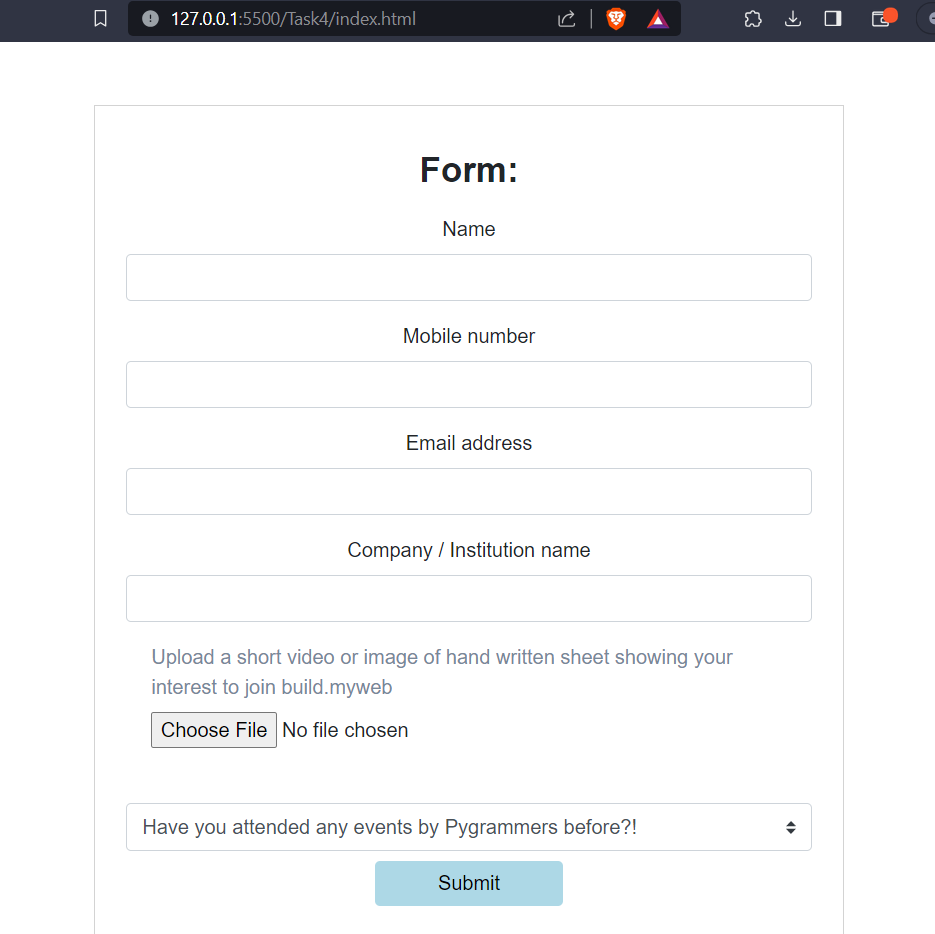 127.0.0.1:5500/Task4/index.html
Form:
Name
Mobile number
Email address
Company / Institution name
Upload a short video or image of hand written sheet showing your
interest to join build.myweb
Choose File No file chosen
Have you attended any events by Pygrammers before?!
Submit